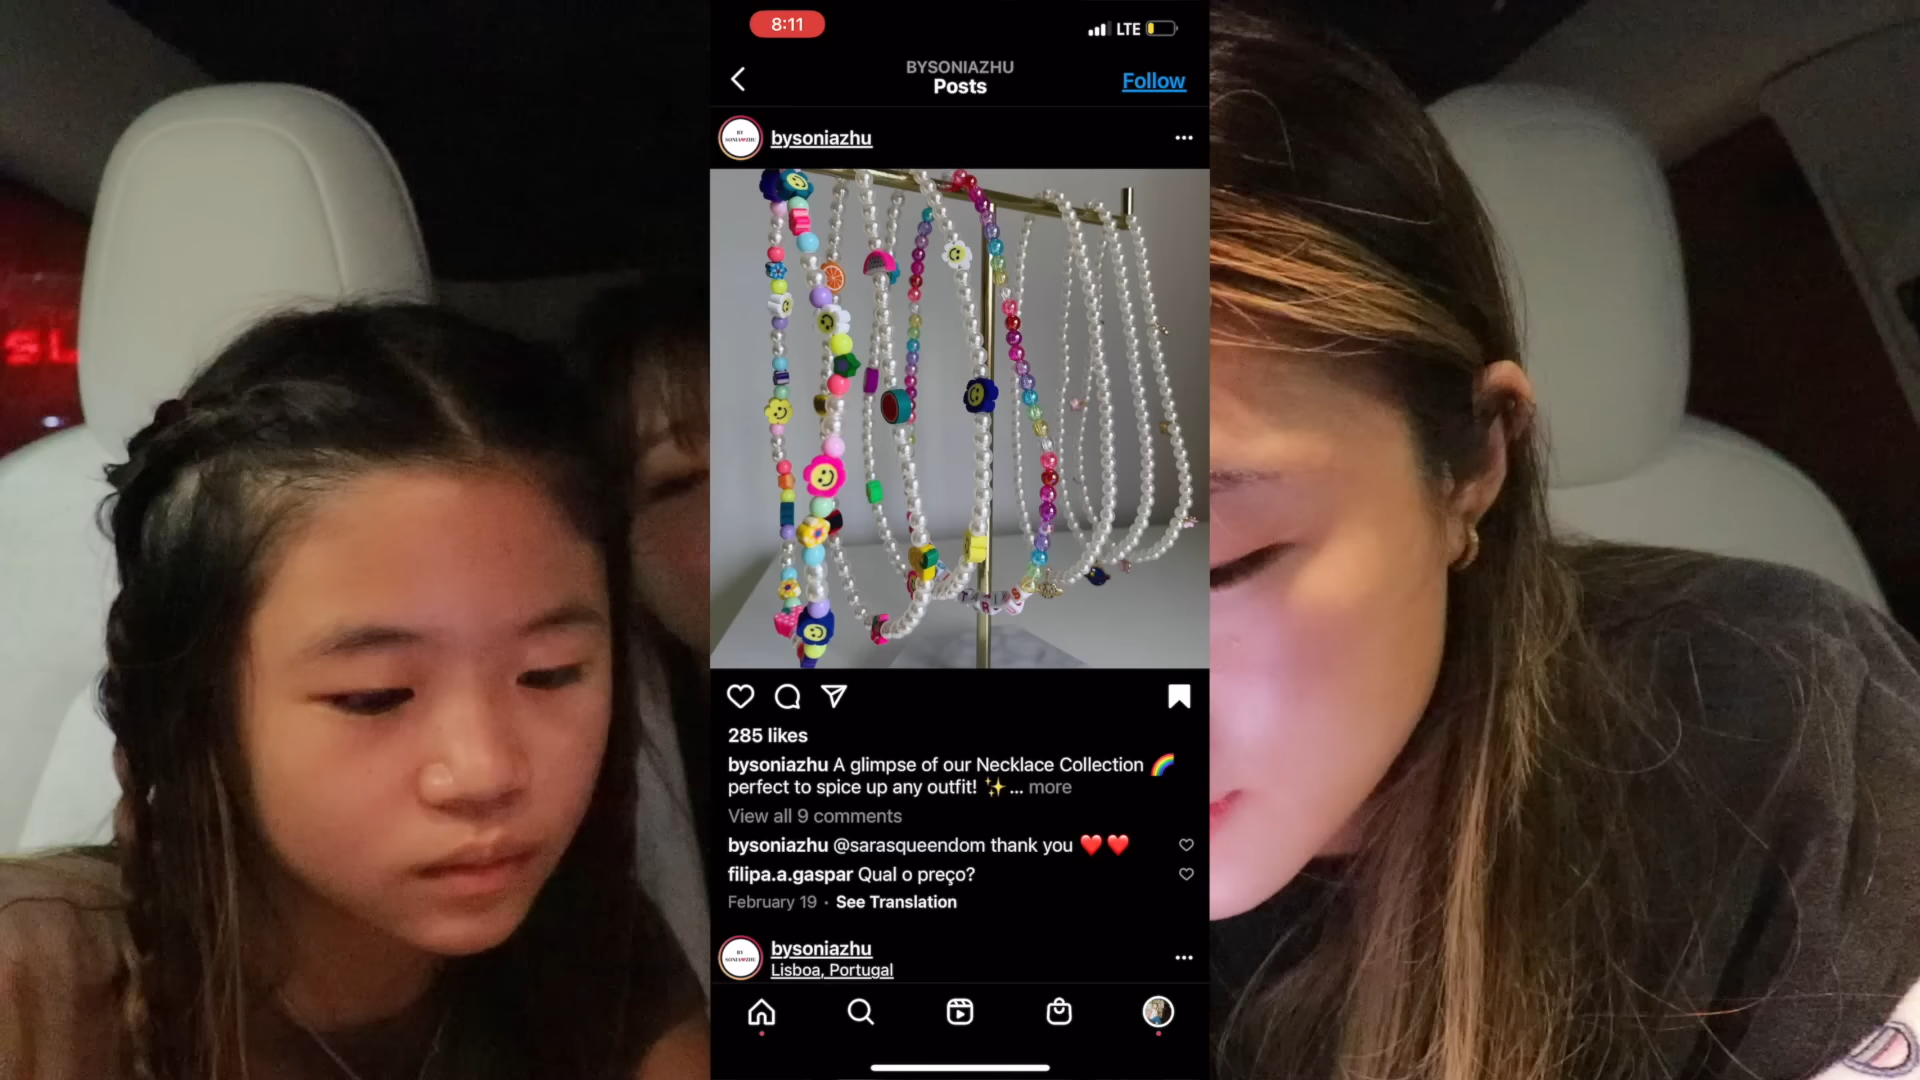 8:11
LTE
BYSONIAZHU
Posts
Follow
bysoniazhu
285 likes
bysoniazhu A glimpse of our Necklace Collection 🌈
perfect to spice up any outfit! ✨ ... more
View all 9 comments
bysoniazhu @sarasqueendom thank you ❤️❤️
filipa.a.gaspar Qual o preço?
February 19 · See Translation
bysoniazhu
Lisboa, Portugal